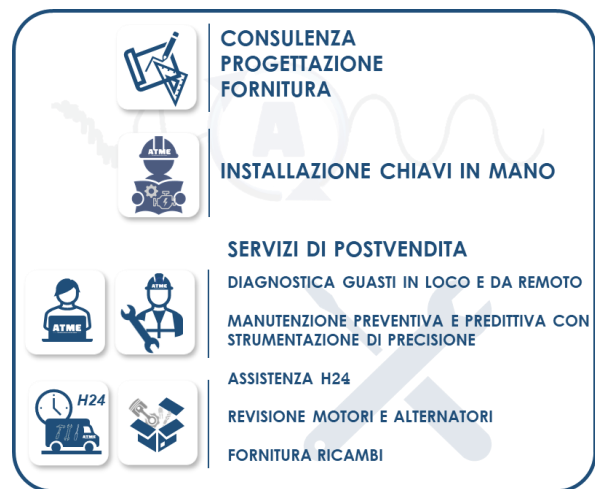 CONSULENZA
PROGETTAZIONE
FORNITURA
ATME
INSTALLAZIONE CHIAVI IN MANO
SERVIZI DI POSTVENDITA
DIAGNOSTICA GUASTI IN LOCO E DA REMOTO
ATME
ATME
MANUTENZIONE PREVENTIVA E PREDITTIVA CON
STRUMENTAZIONE DI PRECISIONE
ASSISTENZA H24
H24
ATME
REVISIONE MOTORI E ALTERNATORI
FORNITURA RICAMBI
A